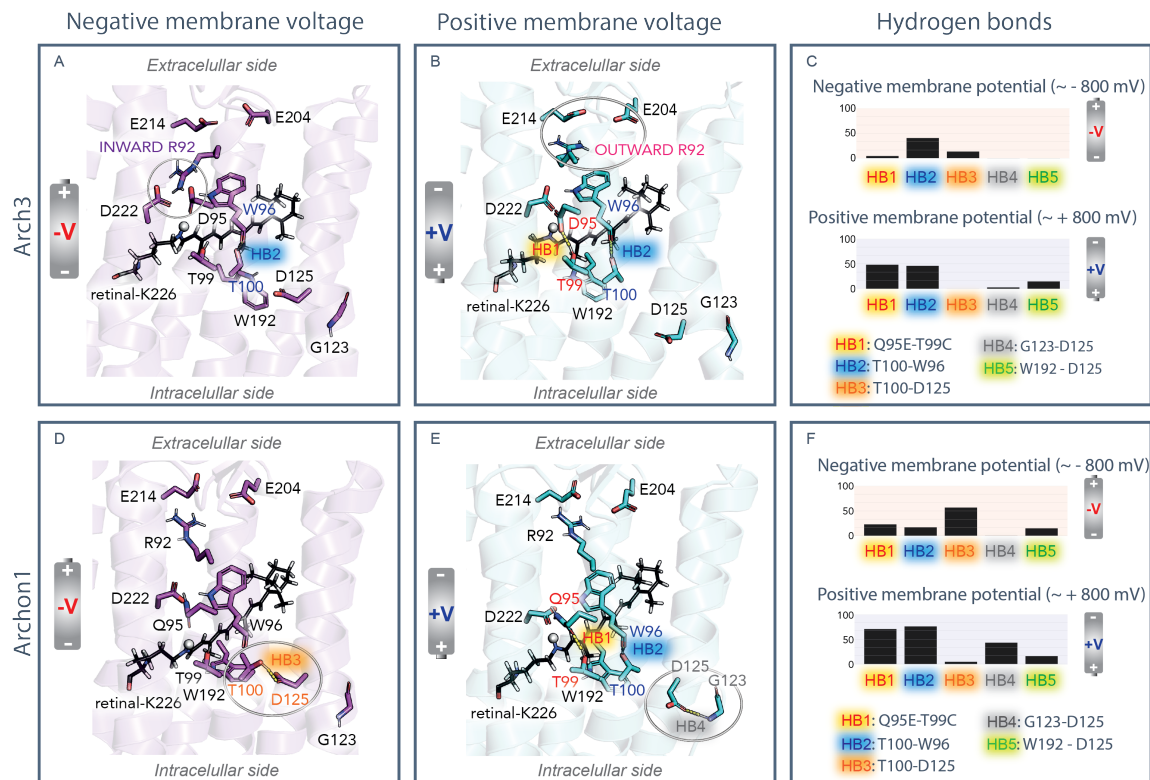 Negative membrane voltage
Positive membrane voltage
Hydrogen bonds
Arch3
A
Extracelullar side
E214
E204
INWARD R92
D222
D95
W96
HB2
T99
T100
D125
retinal-K226
W192
G123
Intracellular side
+
-V
−
B
Extracelullar side
E214
E204
OUTWARD R92
D222
D95
W96
HB1
HB2
T99
T100
retinal-K226
W192
D125
G123
Intracellular side
−
+V
+
C
Negative membrane potential (~ - 800 mV)
100
50
0
HB1 HB2 HB3 HB4 HB5
+
-V
−
Positive membrane potential (~ + 800 mV)
100
50
0
HB1 HB2 HB3 HB4 HB5
−
+V
+
HB1: Q95E-T99C
HB4: G123-D125
HB2: T100-W96
HB5: W192 - D125
HB3: T100-D125
Archon1
D
Extracelullar side
E214
E204
R92
D222
Q95
W96
HB3
T99
W192
T100
D125
retinal-K226
G123
Intracellular side
+
-V
−
E
Extracelullar side
E214
E204
R92
Q95
D222
HB1
W96
HB2
T99
W192
T100
D125
G123
retinal-K226
HB4
Intracellular side
−
+V
+
F
Negative membrane potential (~ - 800 mV)
100
50
0
HB1 HB2 HB3 HB4 HB5
+
-V
−
Positive membrane potential (~ + 800 mV)
100
50
0
HB1 HB2 HB3 HB4 HB5
−
+V
+
HB1: Q95E-T99C
HB4: G123-D125
HB2: T100-W96
HB5: W192 - D125
HB3: T100-D125